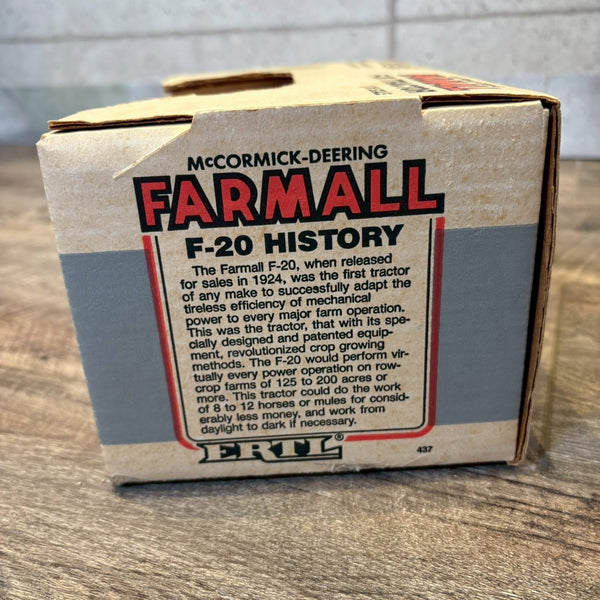 McCORMICK-DEERING
FARMALL
F-20 HISTORY
The Farmall F-20, when released
for sales in 1924, was the first tractor
of any make to successfully adapt the
tireless efficiency of mechanical
power to every major farm operation.
This was the tractor, that with its spe-
cially designed and patented equip-
ment, revolutionized crop growing
methods. The F-20 would perform vir-
tually every power operation on row-
crop farms of 125 to 200 acres or
more. This tractor could do the work
of 8 to 12 horses or mules for consid-
erably less money, and work from
daylight to dark if necessary.
ERTL®
437